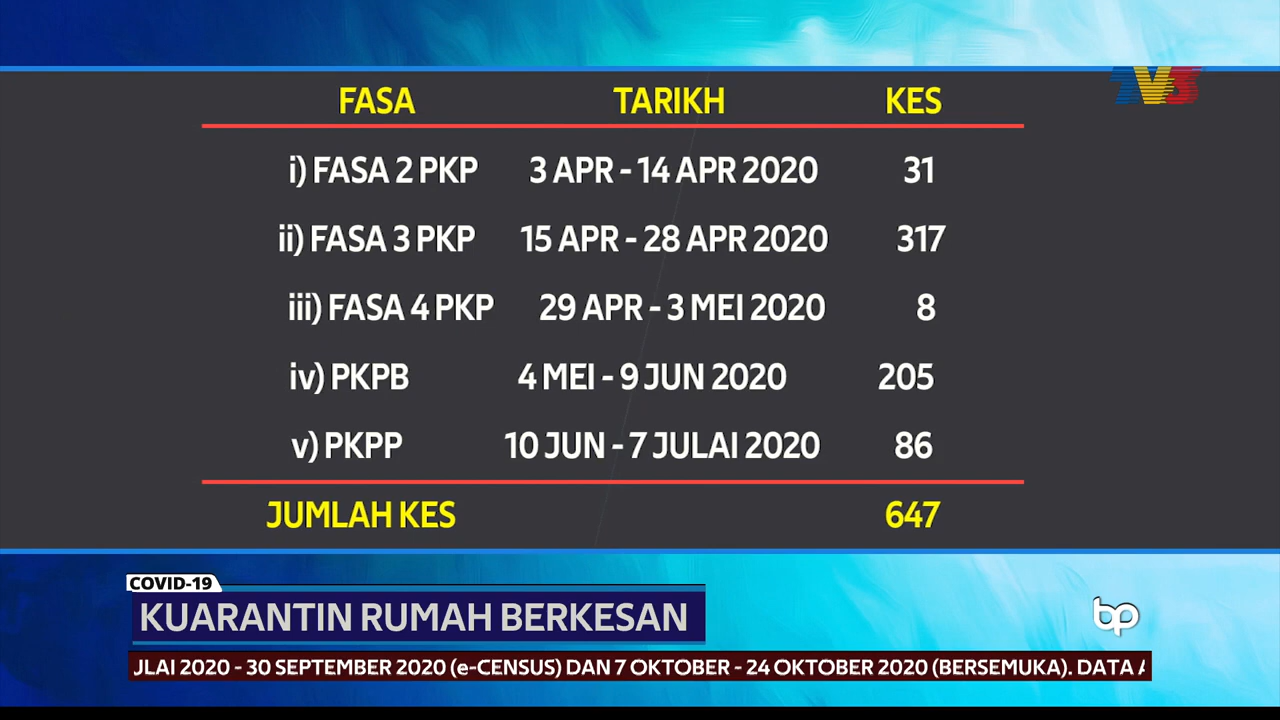 TV3
FASA TARIKH KES
i) FASA 2 PKP 3 APR - 14 APR 2020 31
ii) FASA 3 PKP 15 APR - 28 APR 2020 317
iii) FASA 4 PKP 29 APR - 3 MEI 2020 8
iv) PKPB 4 MEI - 9 JUN 2020 205
v) PKPP 10 JUN - 7 JULAI 2020 86
JUMLAH KES 647
COVID-19
KUARANTIN RUMAH BERKESAN
bp
JLAI 2020 - 30 SEPTEMBER 2020 (e-CENSUS) DAN 7 OKTOBER - 24 OKTOBER 2020 (BERSEMUKA). DATA